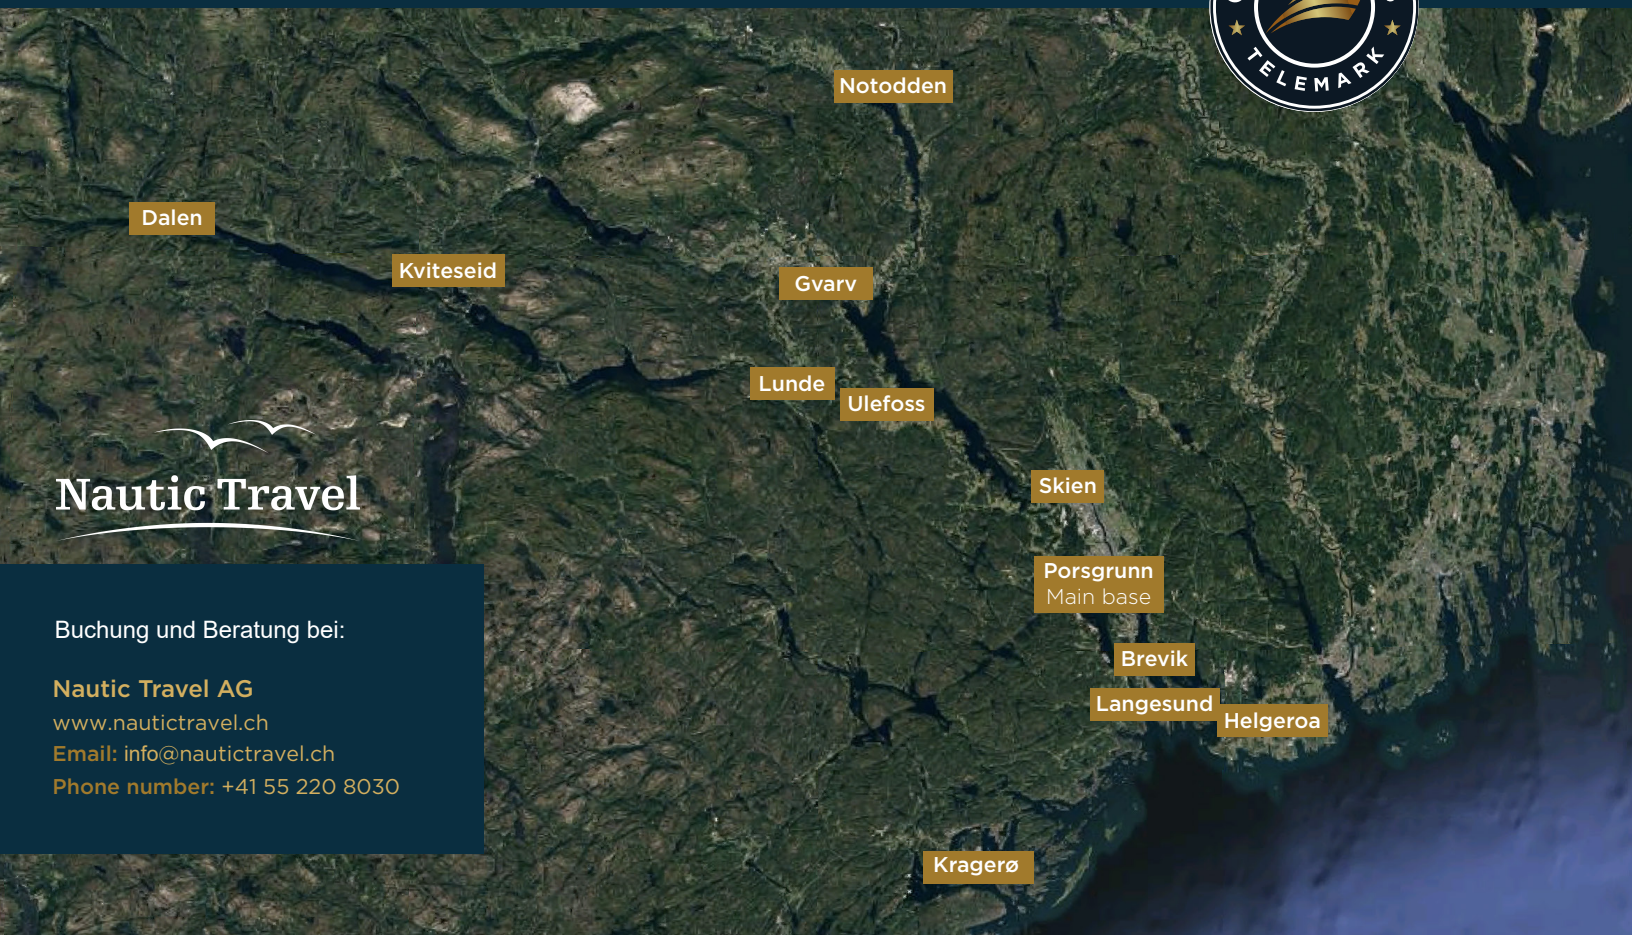 TELEMARK
Notodden
Dalen
Kviteseid
Gvarv
Lunde
Ulefoss
Skien
Nautic Travel
Porsgrunn
Main base
Brevik
Langesund
Helgeroa
Buchung und Beratung bei:
Nautic Travel AG
www.nautictravel.ch
Email: info@nautictravel.ch
Phone number: +41 55 220 8030
Kragerø